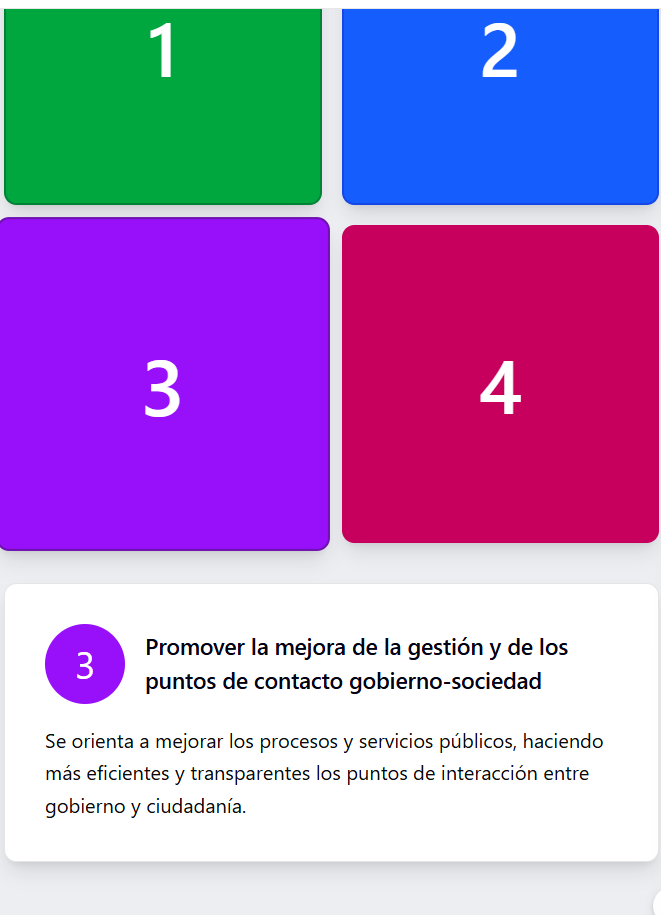 1
2
3
4
3
Promover la mejora de la gestión y de los
puntos de contacto gobierno-sociedad
Se orienta a mejorar los procesos y servicios públicos, haciendo
más eficientes y transparentes los puntos de interacción entre
gobierno y ciudadanía.